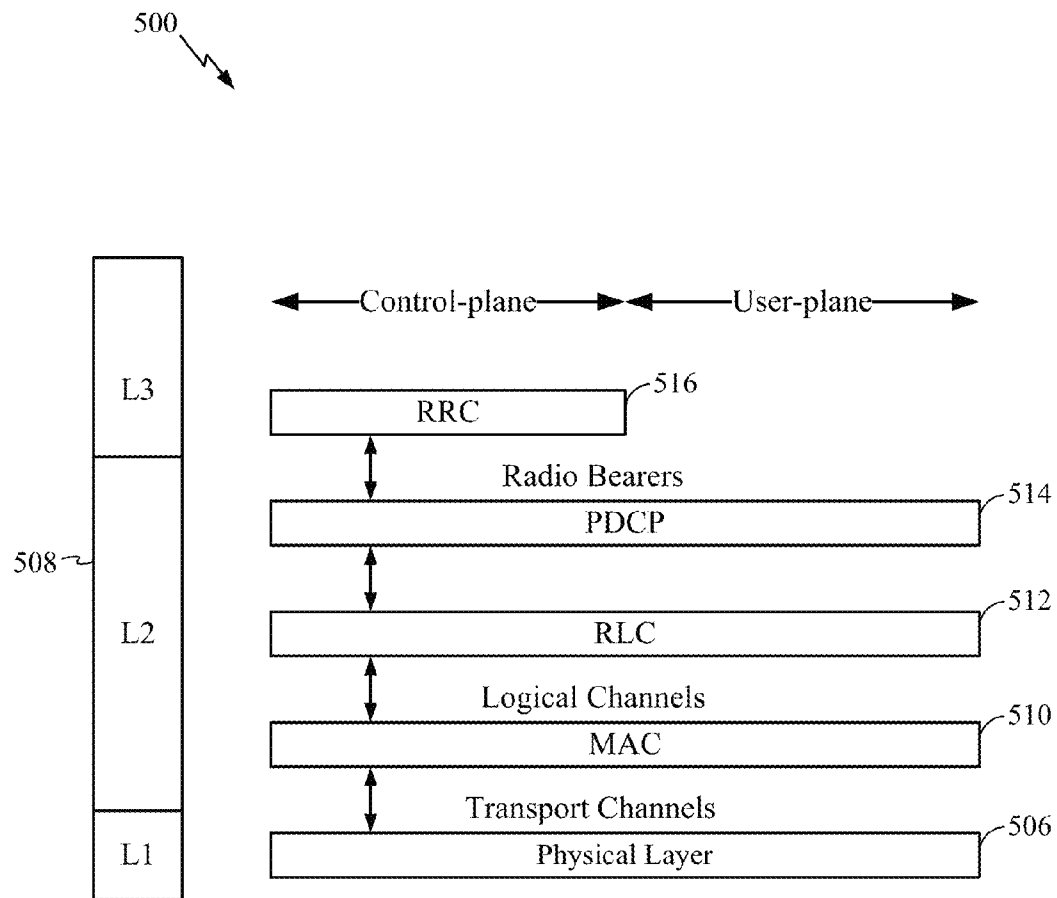 500
Control-plane User-plane
L3
516
RRC
Radio Bearers
514
PDCP
508
512
L2
RLC
Logical Channels
510
MAC
Transport Channels
506
L1
Physical Layer